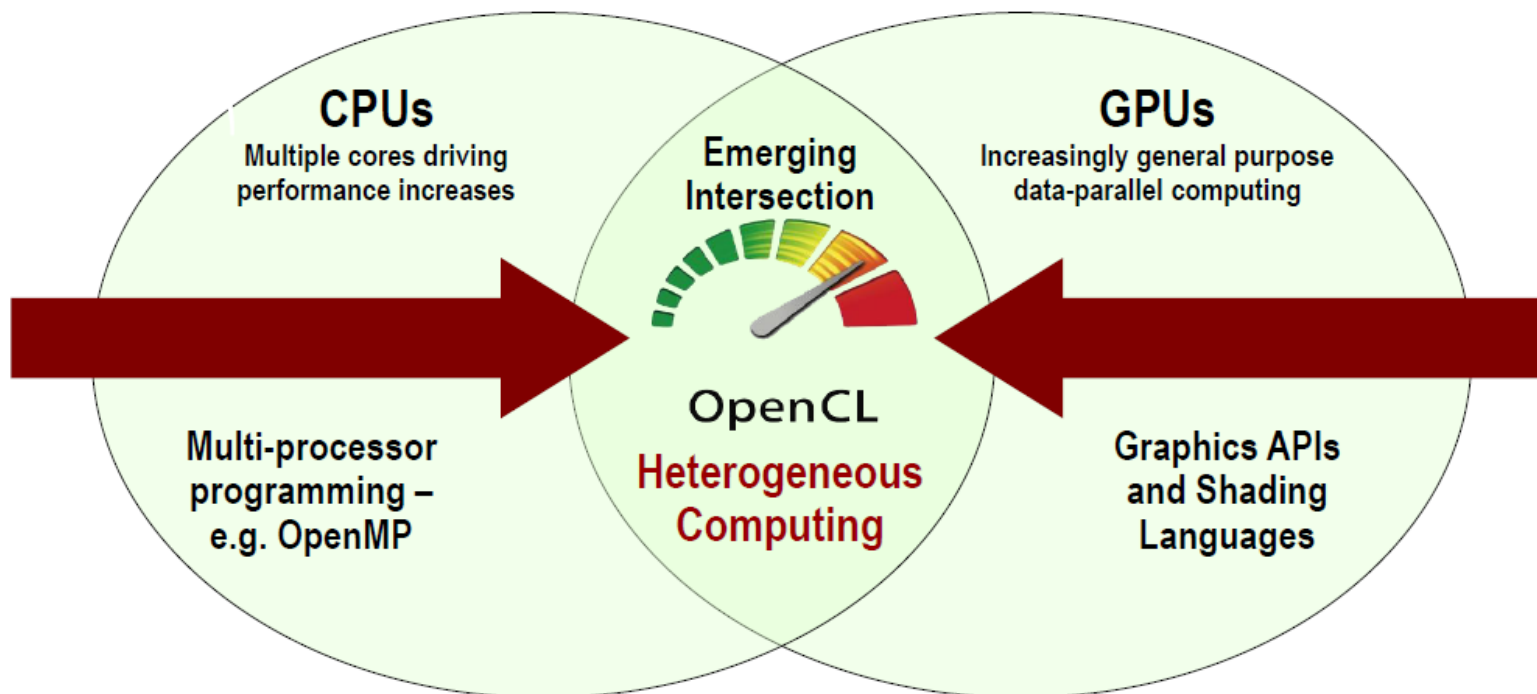 CPUs
Multiple cores driving
performance increases
Multi-processor
programming –
e.g. OpenMP
Emerging
Intersection
OpenCL
Heterogeneous
Computing
GPUs
Increasingly general purpose
data-parallel computing
Graphics APIs
and Shading
Languages